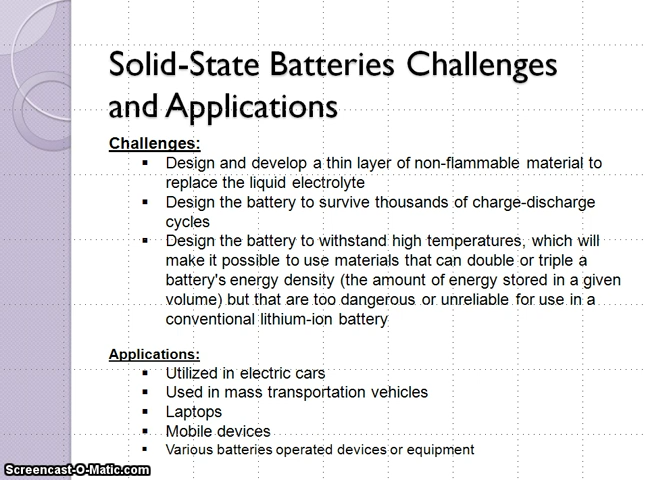 Solid-State Batteries Challenges
and Applications
Challenges:
▪ Design and develop a thin layer of non-flammable material to
replace the liquid electrolyte
▪ Design the battery to survive thousands of charge-discharge
cycles
▪ Design the battery to withstand high temperatures, which will
make it possible to use materials that can double or triple a
battery's energy density (the amount of energy stored in a given
volume) but that are too dangerous or unreliable for use in a
conventional lithium-ion battery
Applications:
▪ Utilized in electric cars
▪ Used in mass transportation vehicles
▪ Laptops
▪ Mobile devices
▪ Various batteries operated devices or equipment
Screencast-O-Matic.com